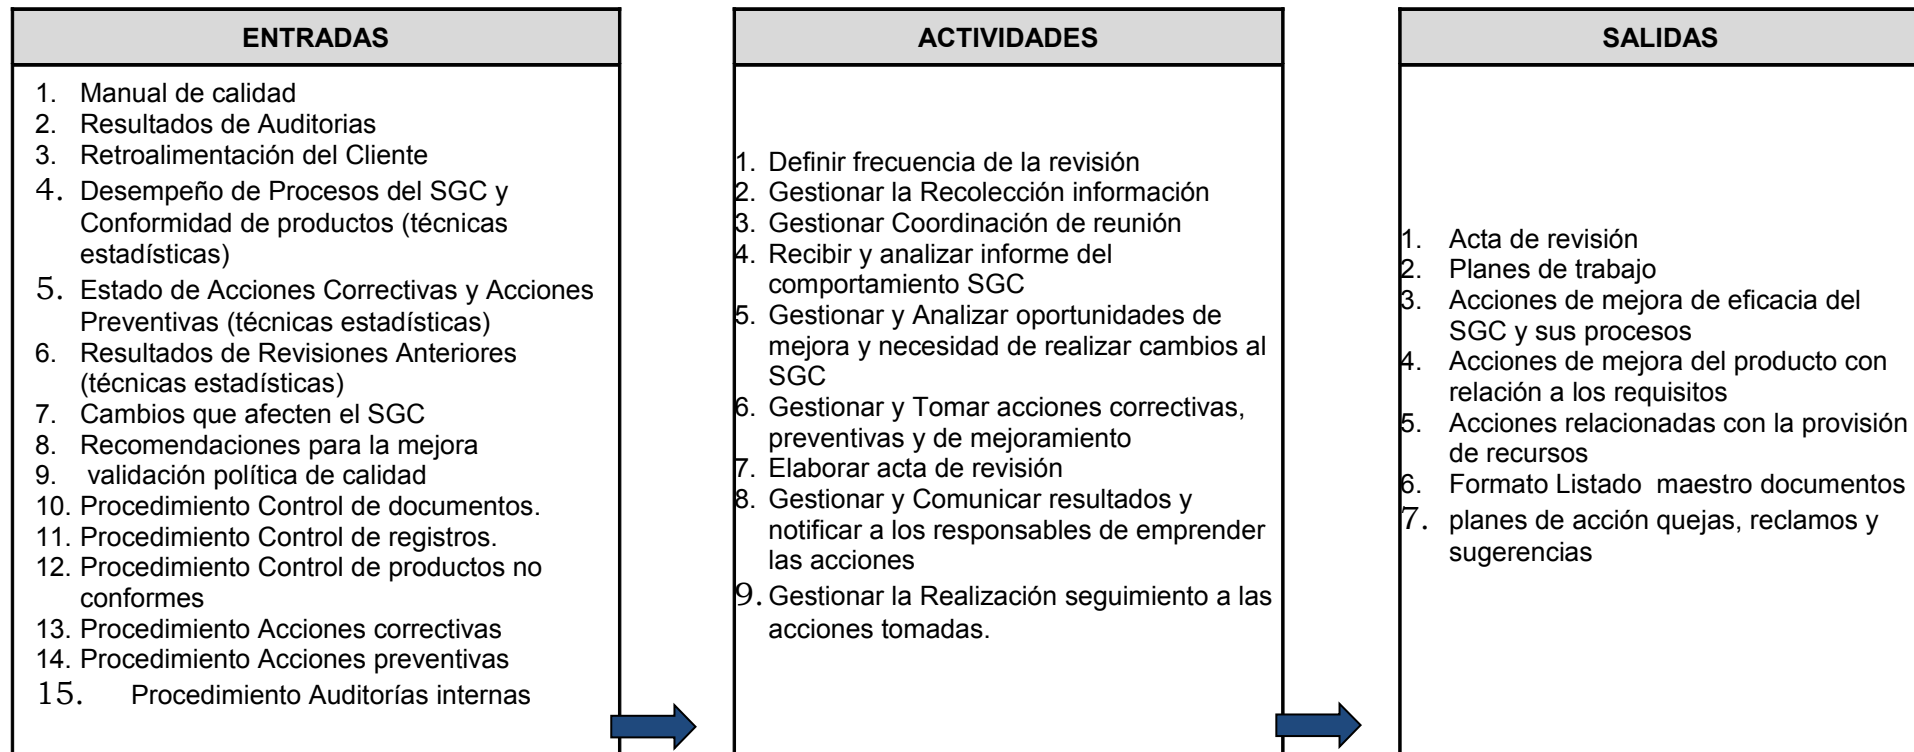 ENTRADAS
1. Manual de calidad
2. Resultados de Auditorias
3. Retroalimentación del Cliente
4. Desempeño de Procesos del SGC y
Conformidad de productos (técnicas
estadísticas)
5. Estado de Acciones Correctivas y Acciones
Preventivas (técnicas estadísticas)
6. Resultados de Revisiones Anteriores
(técnicas estadísticas)
7. Cambios que afecten el SGC
8. Recomendaciones para la mejora
9. validación política de calidad
10. Procedimiento Control de documentos.
11. Procedimiento Control de registros.
12. Procedimiento Control de productos no
conformes
13. Procedimiento Acciones correctivas
14. Procedimiento Acciones preventivas
15. Procedimiento Auditorías internas
ACTIVIDADES
1. Definir frecuencia de la revisión
2. Gestionar la Recolección información
3. Gestionar Coordinación de reunión
4. Recibir y analizar informe del
comportamiento SGC
5. Gestionar y Analizar oportunidades de
mejora y necesidad de realizar cambios al
SGC
6. Gestionar y Tomar acciones correctivas,
preventivas y de mejoramiento
7. Elaborar acta de revisión
8. Gestionar y Comunicar resultados y
notificar a los responsables de emprender
las acciones
9. Gestionar la Realización seguimiento a las
acciones tomadas.
SALIDAS
1. Acta de revisión
2. Planes de trabajo
3. Acciones de mejora de eficacia del
SGC y sus procesos
4. Acciones de mejora del producto con
relación a los requisitos
5. Acciones relacionadas con la provisión
de recursos
6. Formato Listado maestro documentos
7. planes de acción quejas, reclamos y
sugerencias